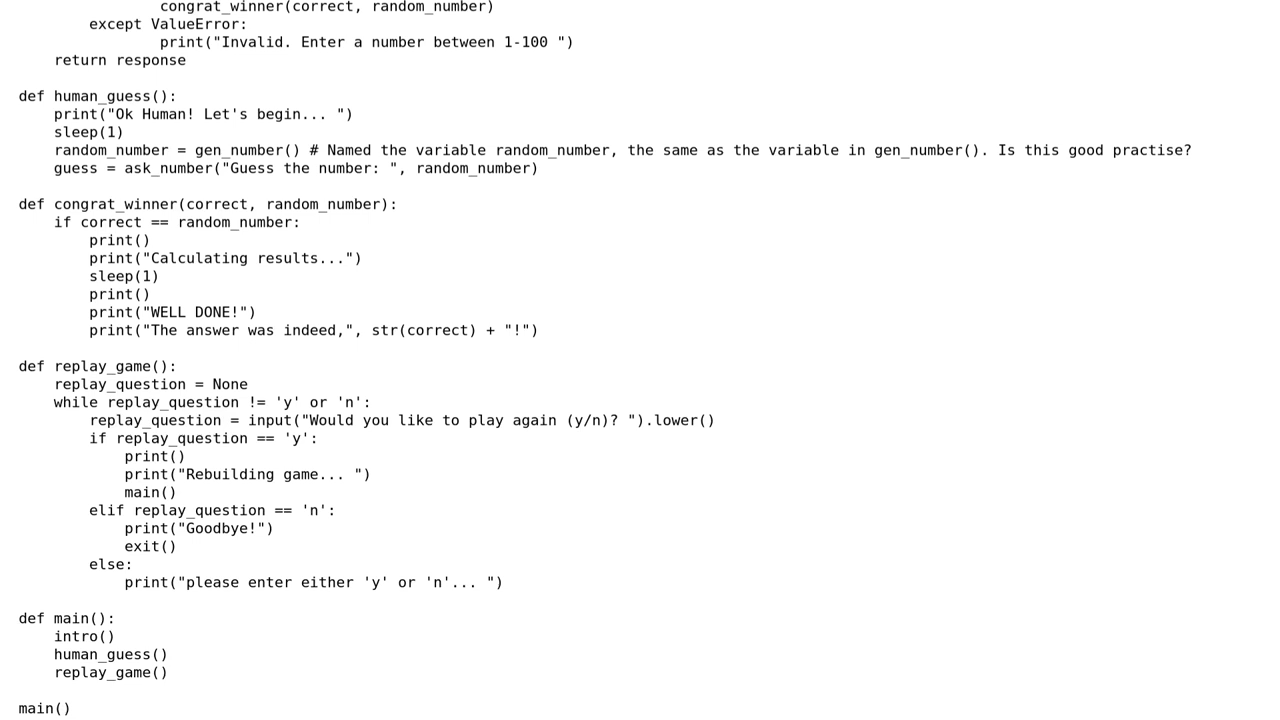 congrat_winner(correct, random_number)
        except ValueError:
                print("Invalid. Enter a number between 1-100 ")
    return response

def human_guess():
    print("Ok Human! Let's begin... ")
    sleep(1)
    random_number = gen_number() # Named the variable random_number, the same as the variable in gen_number(). Is this good practise?
    guess = ask_number("Guess the number: ", random_number)

def congrat_winner(correct, random_number):
    if correct == random_number:
        print()
        print("Calculating results...")
        sleep(1)
        print()
        print("WELL DONE!")
        print("The answer was indeed,", str(correct) + "!")

def replay_game():
    replay_question = None
    while replay_question != 'y' or 'n':
        replay_question = input("Would you like to play again (y/n)? ").lower()
        if replay_question == 'y':
            print()
            print("Rebuilding game... ")
            main()
        elif replay_question == 'n':
            print("Goodbye!")
            exit()
        else:
            print("please enter either 'y' or 'n'... ")

def main():
    intro()
    human_guess()
    replay_game()

main()